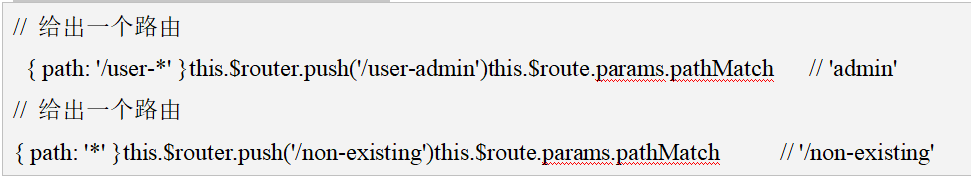 // 给出一个路由
{ path: '/user-*' }this.$router.push('/user-admin')this.$route.params.pathMatch // 'admin'
// 给出一个路由
{ path: '*' }this.$router.push('/non-existing')this.$route.params.pathMatch // '/non-existing'